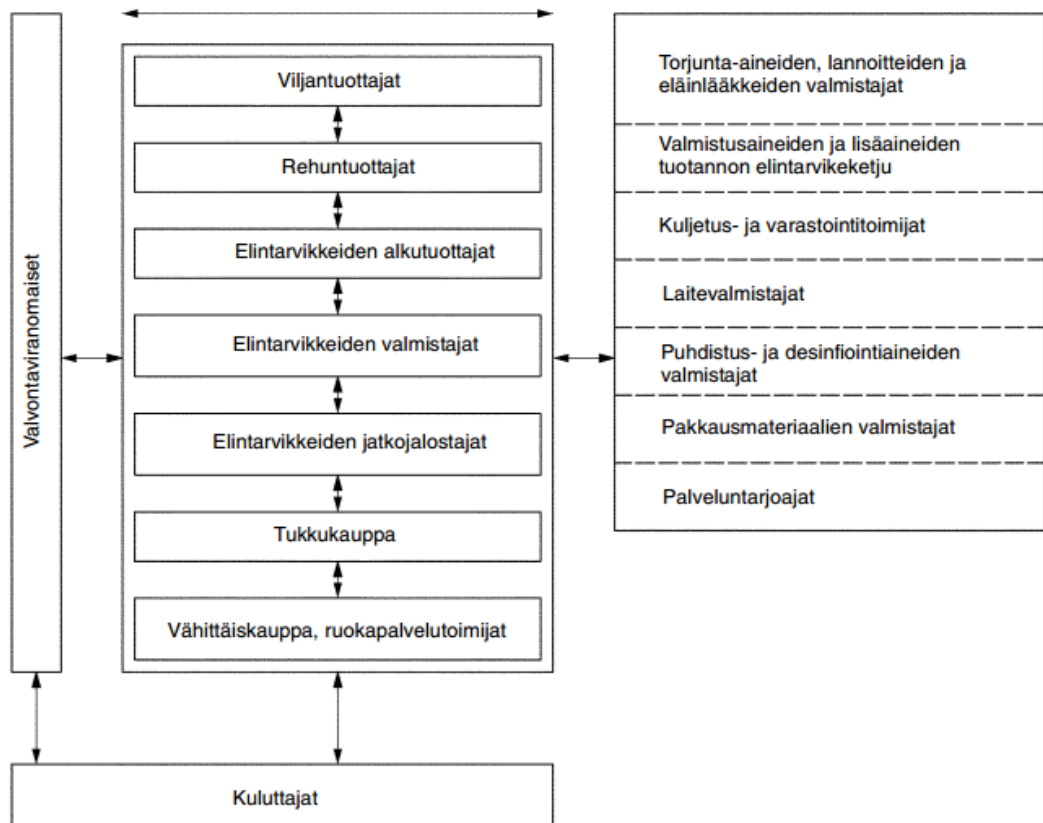 Valvontaviranomaiset
Viljantuottajat
Rehuntuottajat
Elintarvikkeiden alkutuottajat
Elintarvikkeiden valmistajat
Elintarvikkeiden jatkojalostajat
Tukkukauppa
Vähittäiskauppa, ruokapalvelutoimijat
Torjunta-aineiden, lannoitteiden ja
eläinlääkkeiden valmistajat
Valmistusaineiden ja lisäaineiden
tuotannon elintarvikeketju
Kuljetus- ja varastointitoimijat
Laitevalmistajat
Puhdistus- ja desinfiointiaineiden
valmistajat
Pakkausmateriaalien valmistajat
Palveluntarjoajat
Kuluttajat